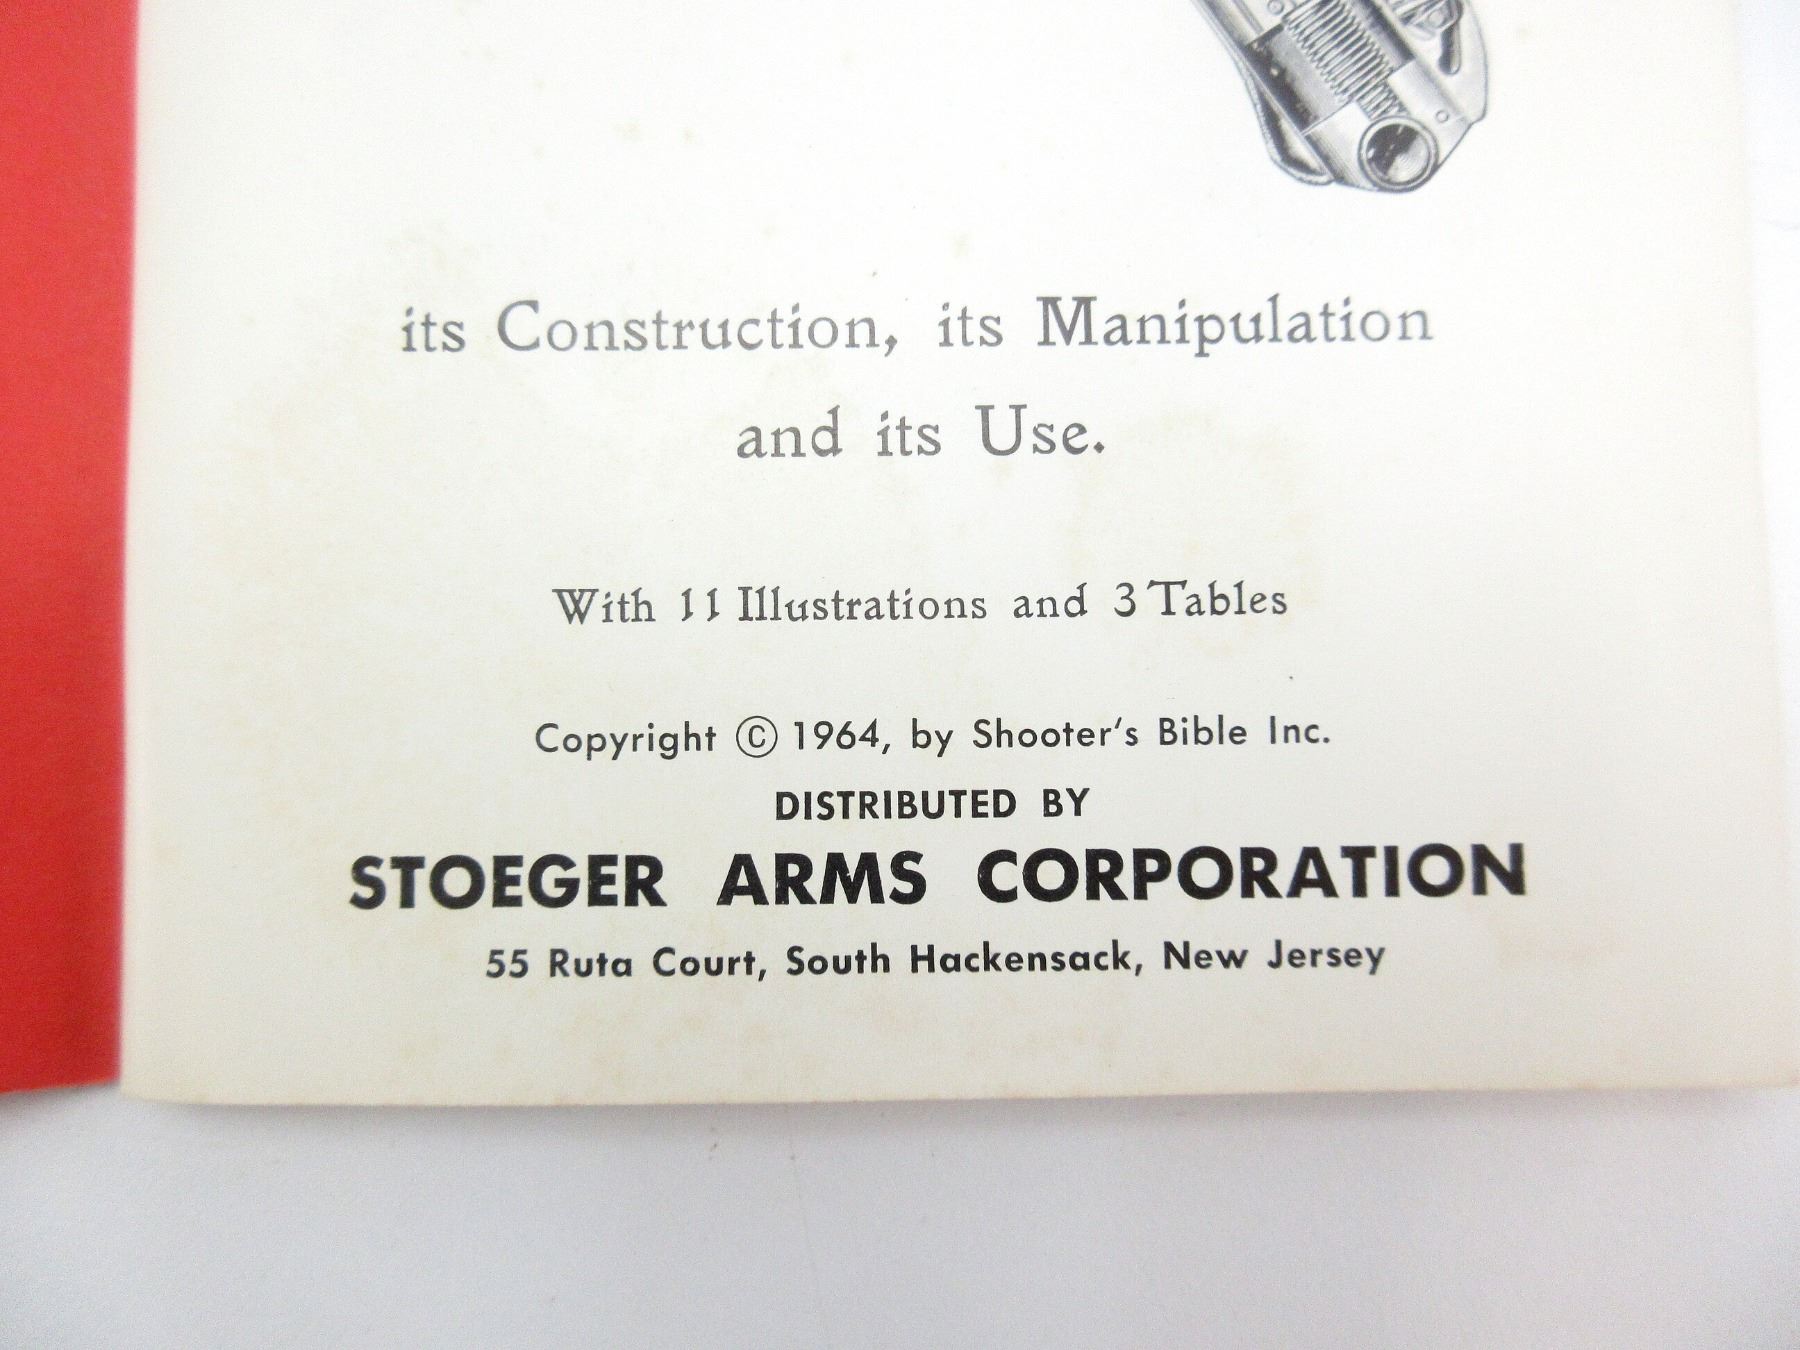 its Construction, its Manipulation
and its Use.
With 11 Illustrations and 3 Tables
Copyright © 1964, by Shooter's Bible Inc.
DISTRIBUTED BY
STOEGER ARMS CORPORATION
55 Ruta Court, South Hackensack, New Jersey